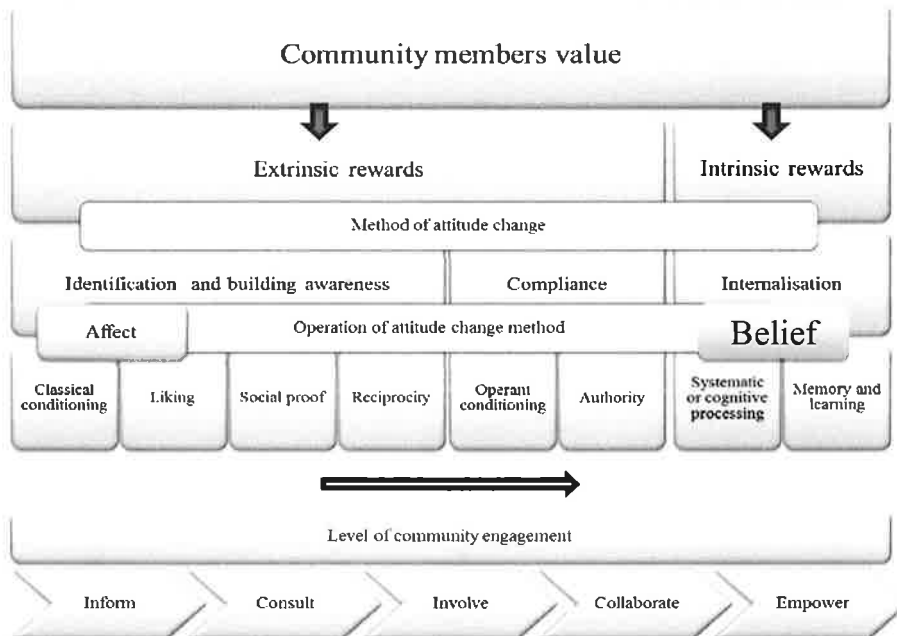 Community members value
Extrinsic rewards
Intrinsic rewards
Method of attitude change
Identification and building awareness
Compliance
Internalisation
Affect
Operation of attitude change method
Belief
Classical
conditioning
Liking
Social proof
Reciprocity
Operant
conditioning
Authority
Systematic
or cognitive
processing
Memory and
learning
Level of community engagement
Inform
Consult
Involve
Collaborate
Empower